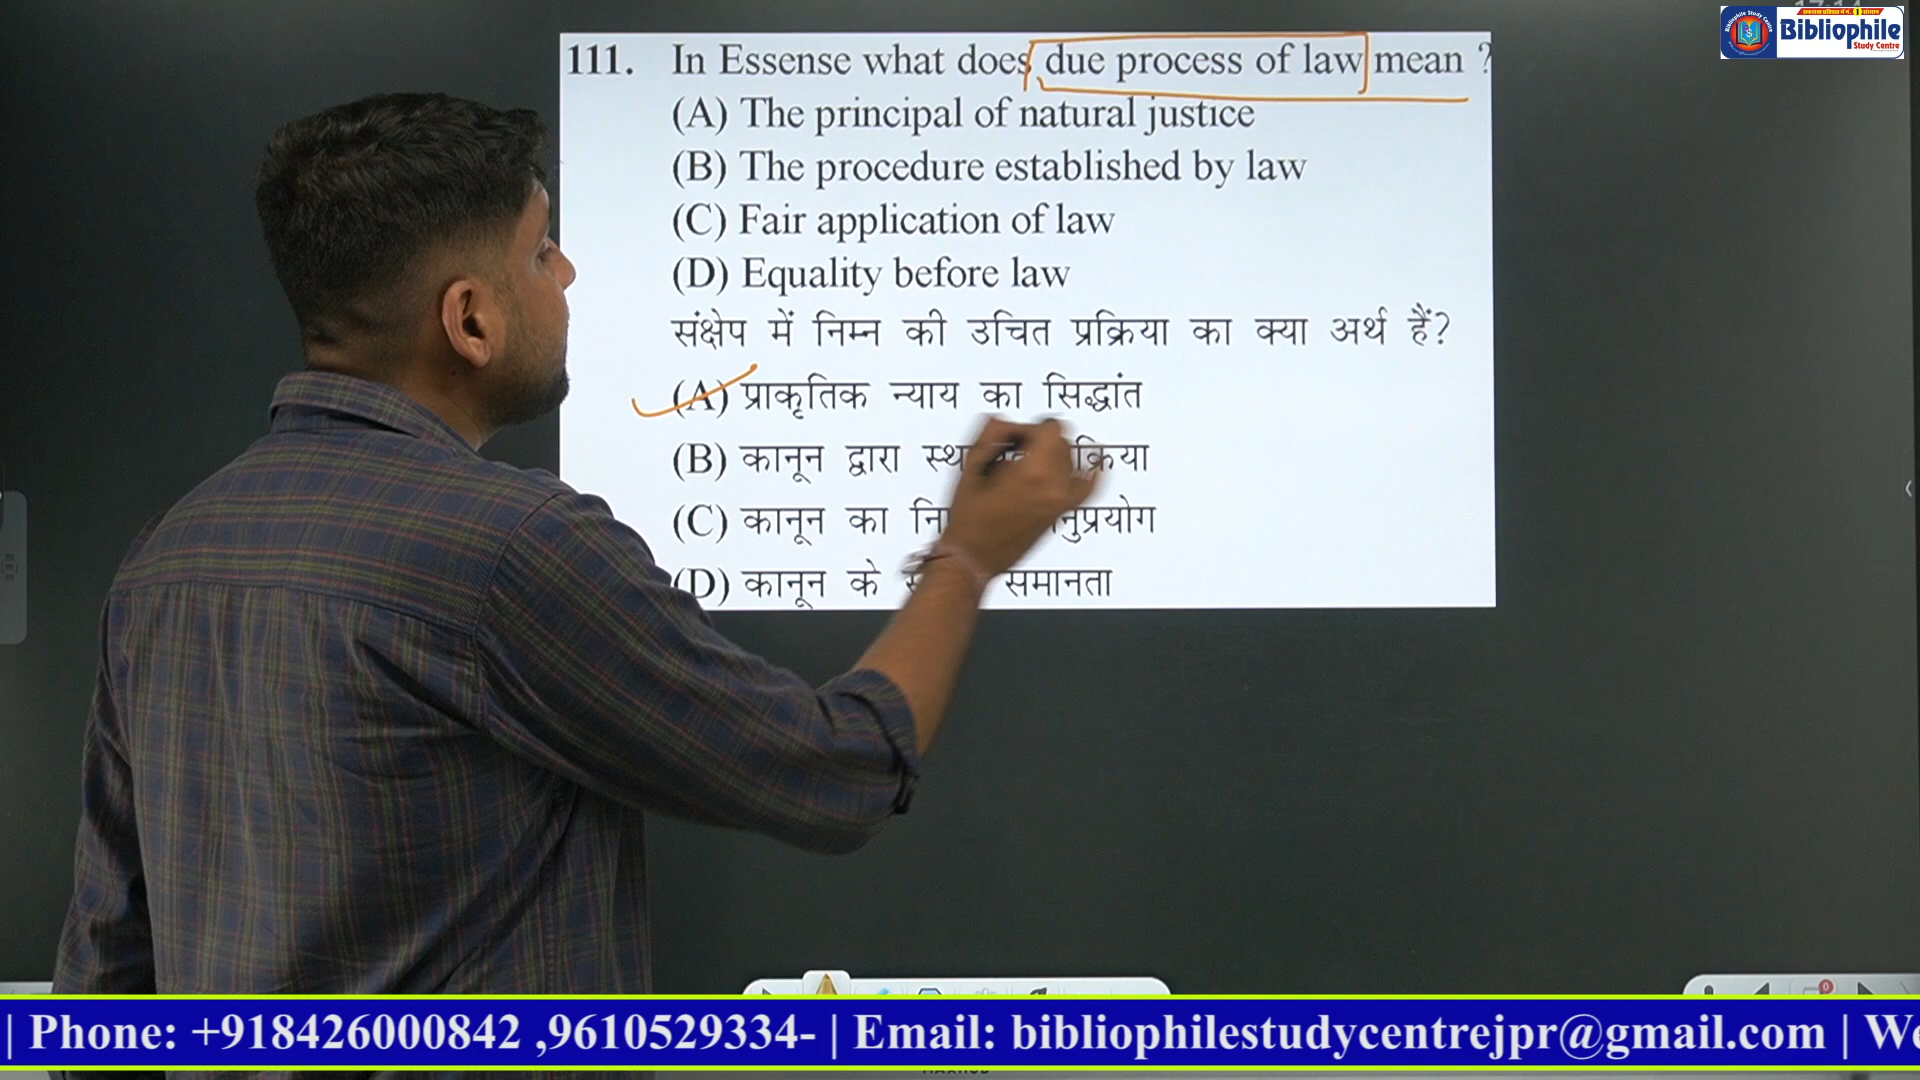 Bibliophile
Study Centre
111. In Essense what does due process of law mean ?
(A) The principal of natural justice
(B) The procedure established by law
(C) Fair application of law
(D) Equality before law
संक्षेप में निम्न की उचित प्रक्रिया का क्या अर्थ हैं?
(A) प्राकृतिक न्याय का सिद्धांत
(B) कानून द्वारा
(C) कानून का
(D) कानून के समानता
| Phone: +918426000842 ,9610529334- | Email: bibliophilestudycentrejpr@gmail.com |